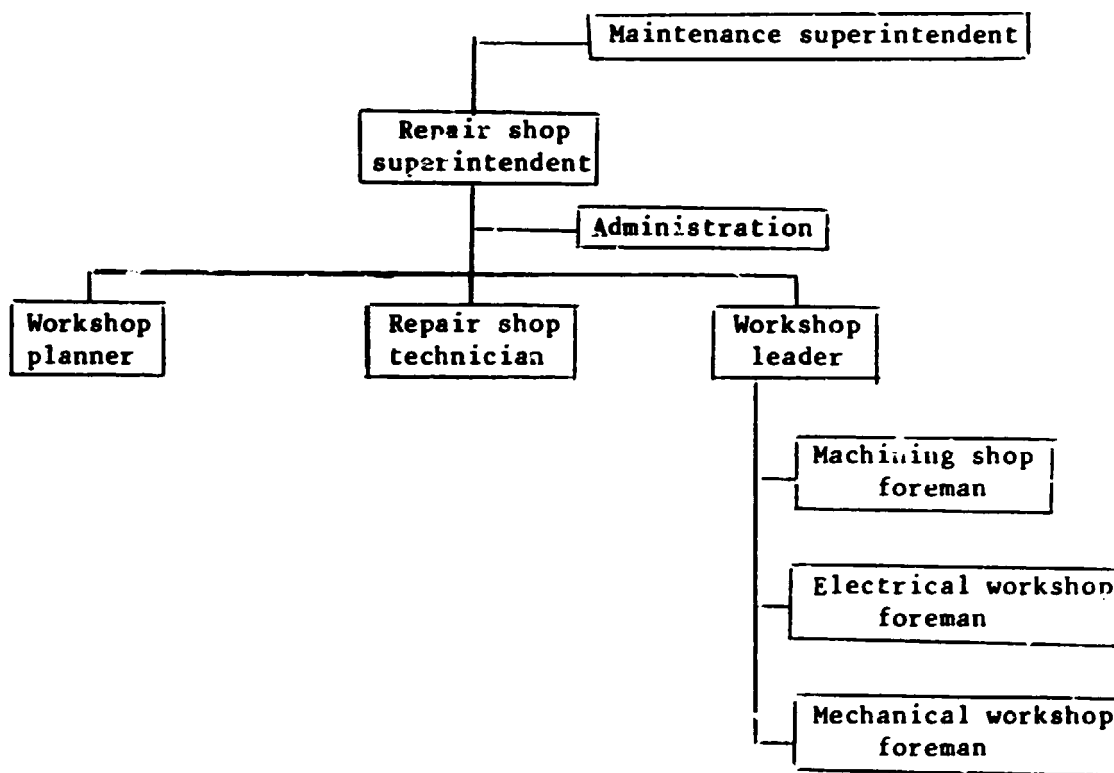 Maintenance superintendent
Repair shop
superintendent
Administration
Workshop
planner
Repair shop
technician
Workshop
leader
Machining shop
foreman
Electrical workshop
foreman
Mechanical workshop
foreman